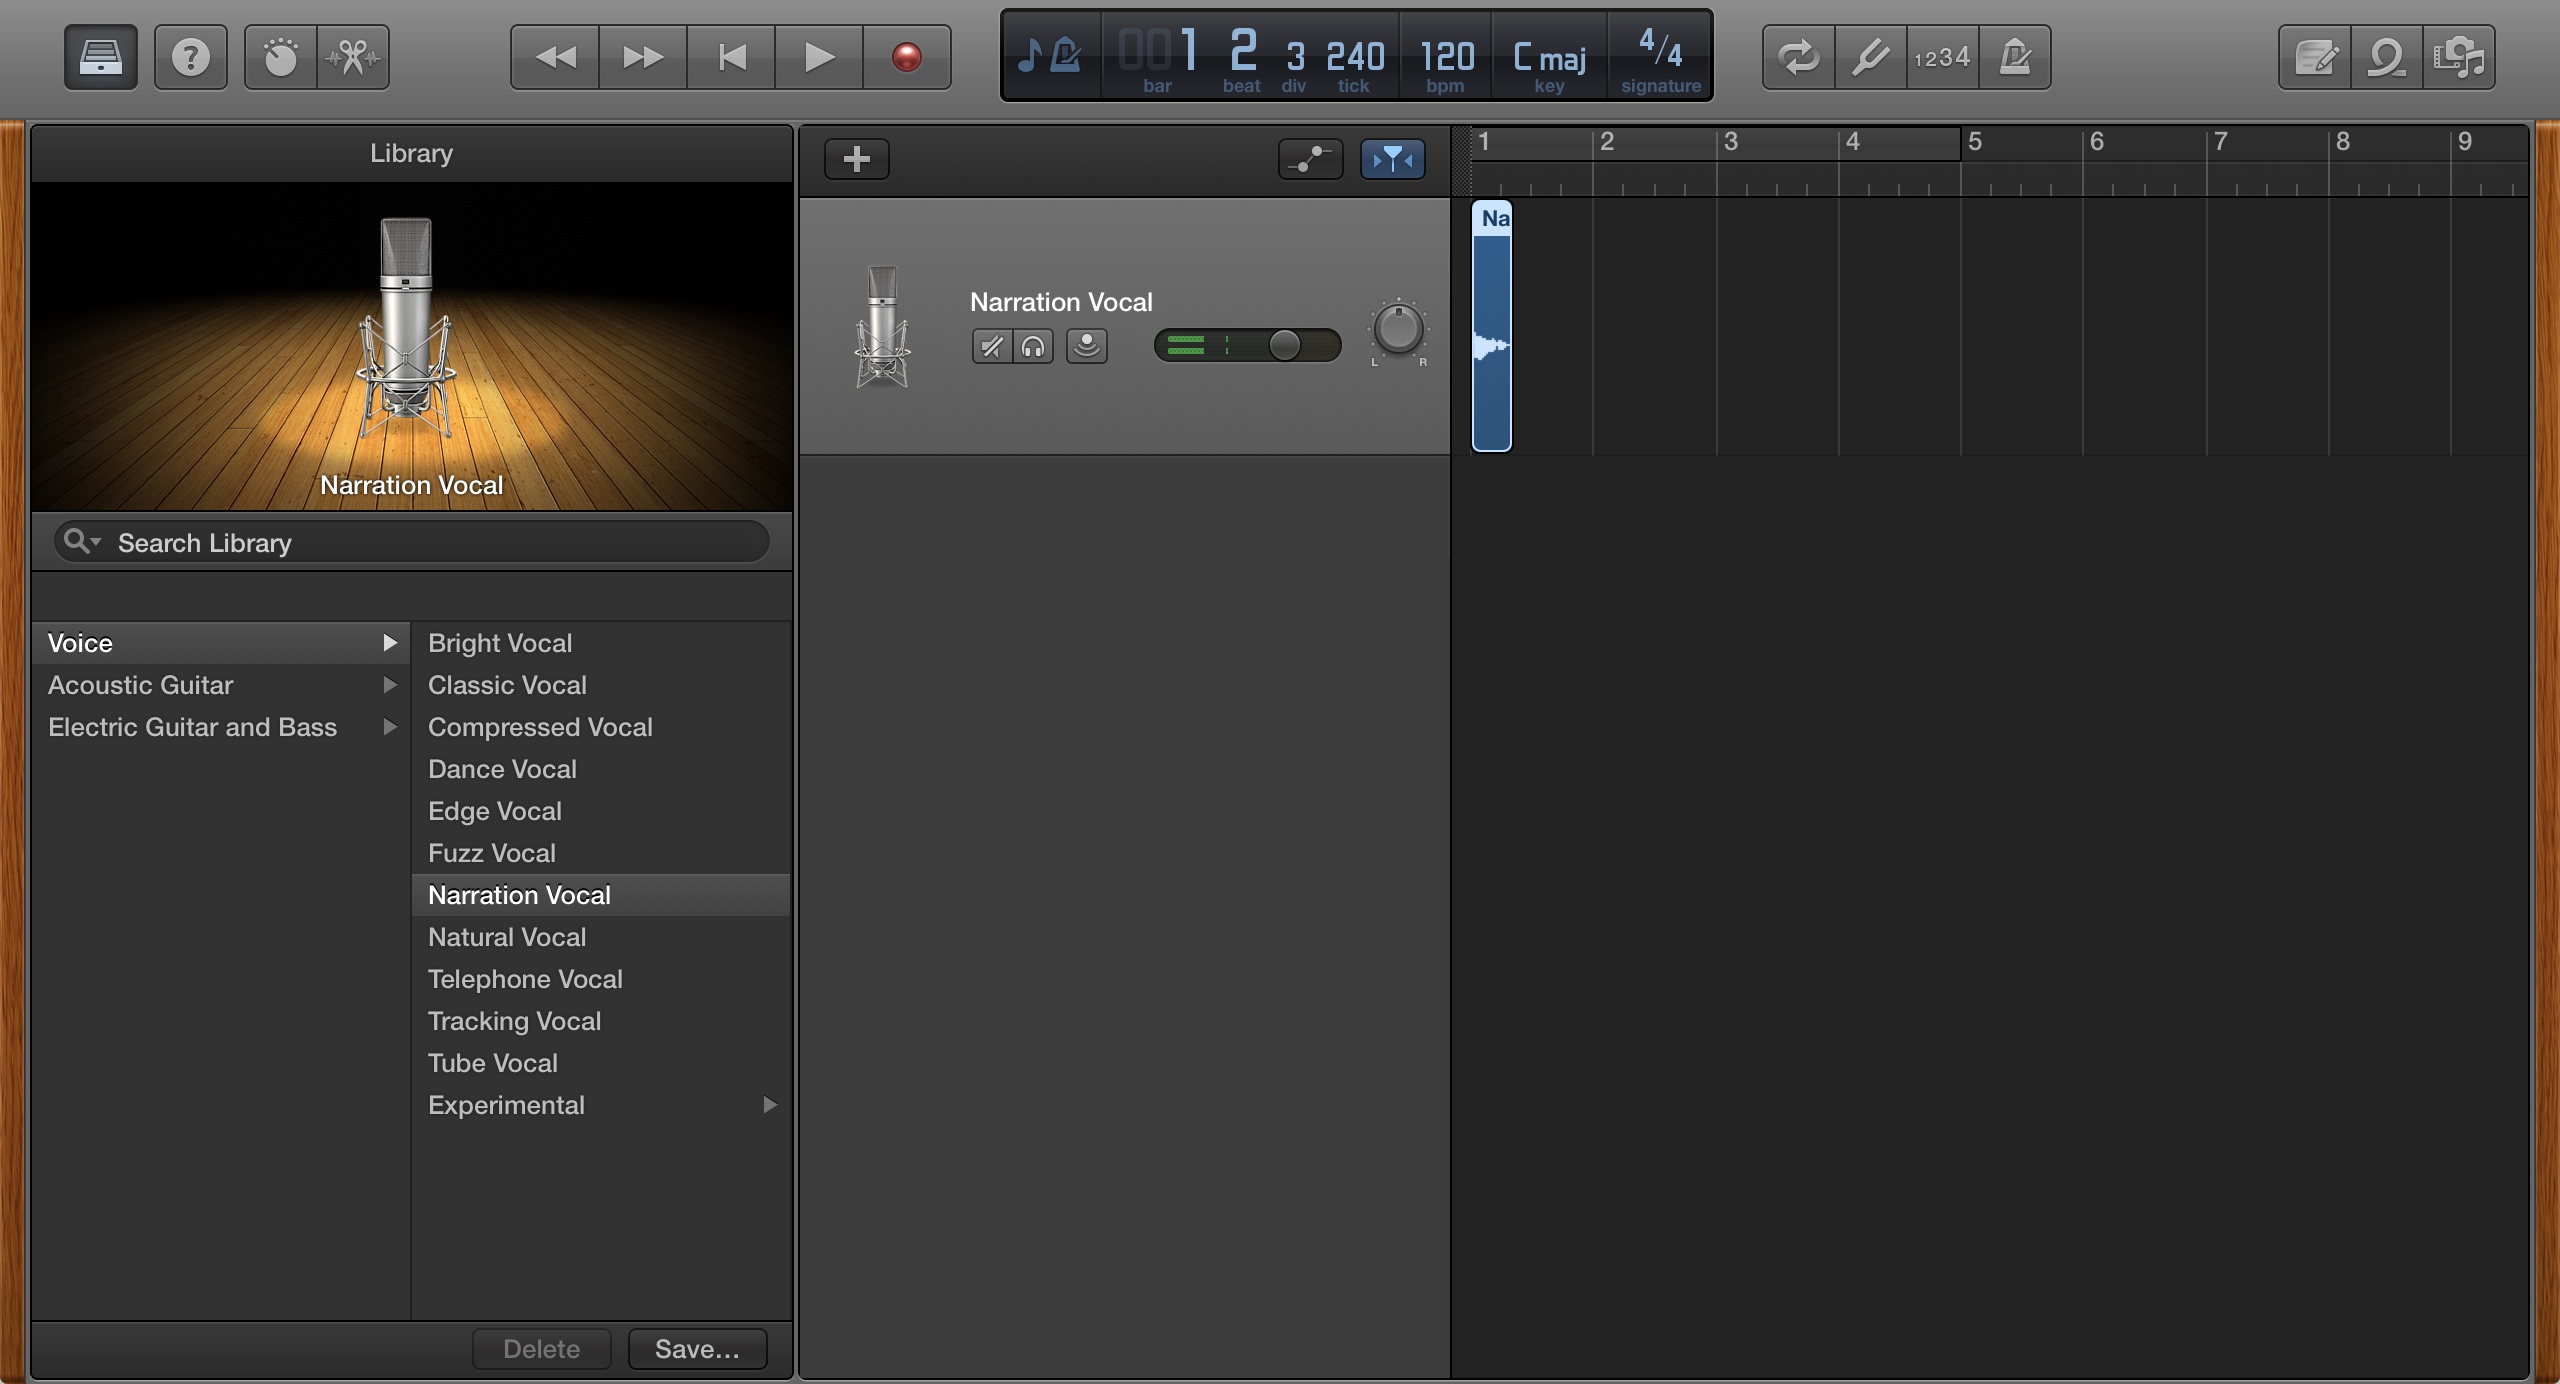 001 2 3 240 120 C maj 4/4
bar beat div tick bpm key signature
1234
Library
Narration Vocal
Search Library
Voice
Acoustic Guitar
Electric Guitar and Bass
Bright Vocal
Classic Vocal
Compressed Vocal
Dance Vocal
Edge Vocal
Fuzz Vocal
Narration Vocal
Natural Vocal
Telephone Vocal
Tracking Vocal
Tube Vocal
Experimental
Delete Save...
Narration Vocal
L R
1 2 3 4 5 6 7 8 9
Na